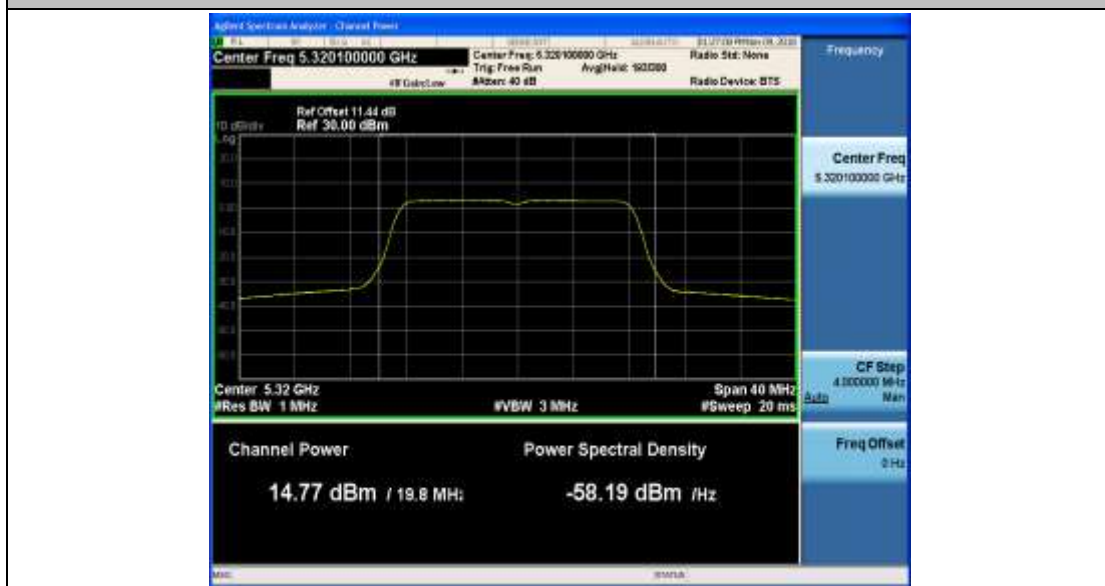 Agilent Spectrum Analyzer - Channel Power
Center Freq 5.320100000 GHz
Center Freq: 5.320100000 GHz
Radio Std: None
Trig: Free Run
#Atten: 40 dB
Radio Device: BTS
#IFGain:Low
Ref Offset 11.44 dB
10 dB/div
Ref 30.00 dBm
Log
Center 5.32 GHz
Span 40 MHz
#Res BW 1 MHz
#VBW 3 MHz
#Sweep 20 ms
Channel Power
Power Spectral Density
14.77 dBm / 19.8 MHz
-58.19 dBm /Hz
Frequency
Center Freq
5.320100000 GHz
CF Step
4.000000 MHz
Auto Man
Freq Offset
0 Hz
MSG
STATUS